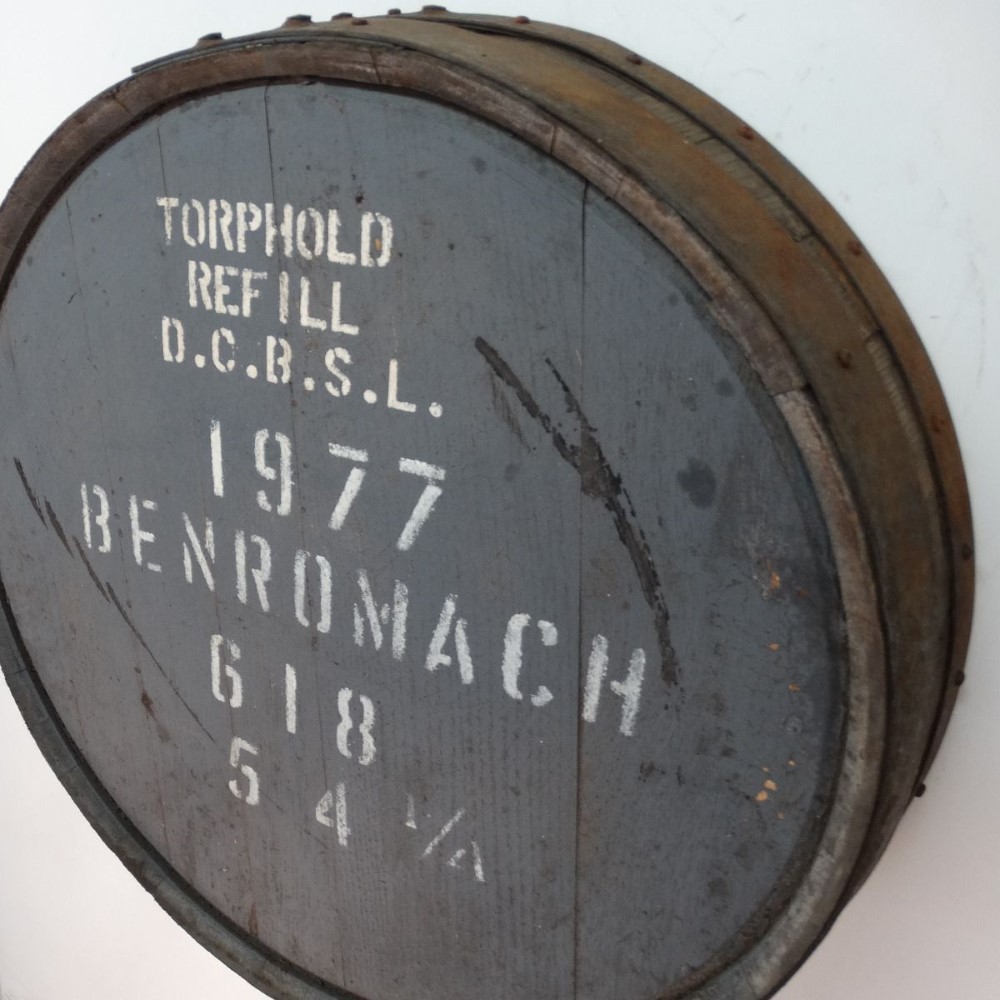 TORPHOLD
REFILL
D.C.B.S.L.
1977
BENROMACH
618
54 1/4